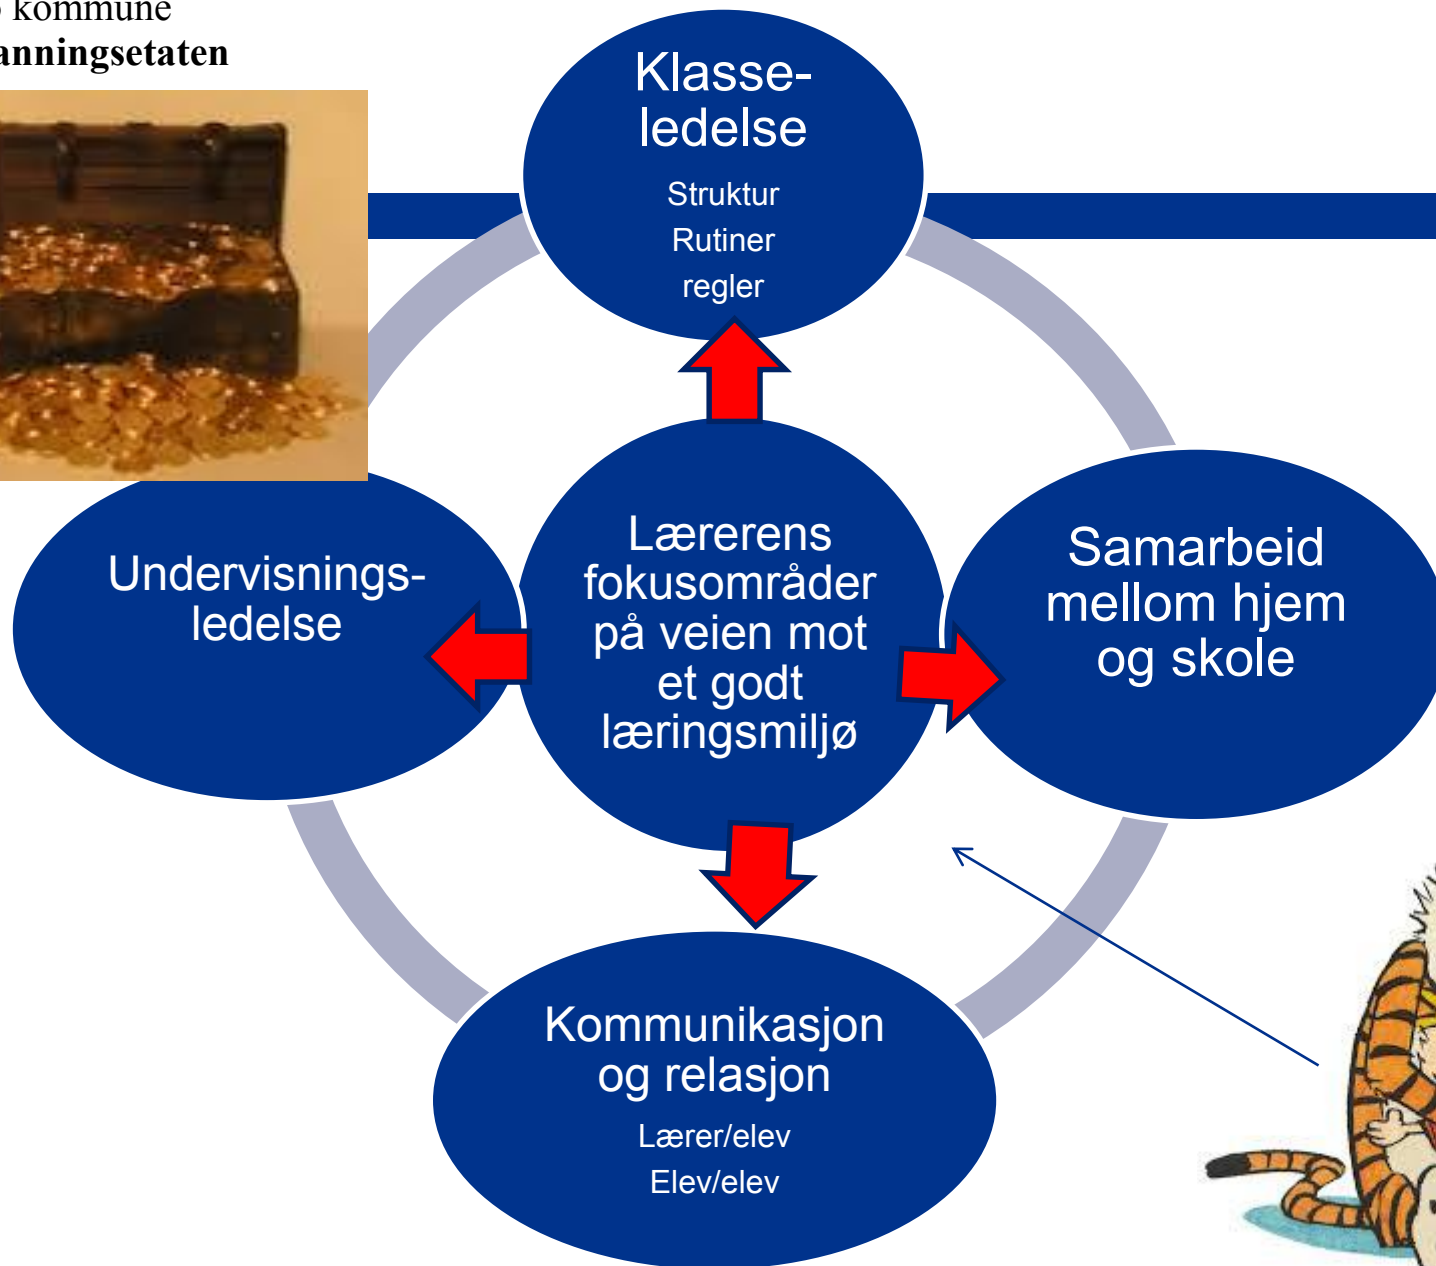 kommune
anningsetaten
Klasse-
ledelse
Struktur
Rutiner
regler
Undervisnings-
ledelse
Lærerens
fokusområder
på veien mot
et godt
læringsmiljø
Samarbeid
mellom hjem
og skole
Kommunikasjon
og relasjon
Lærer/elev
Elev/elev